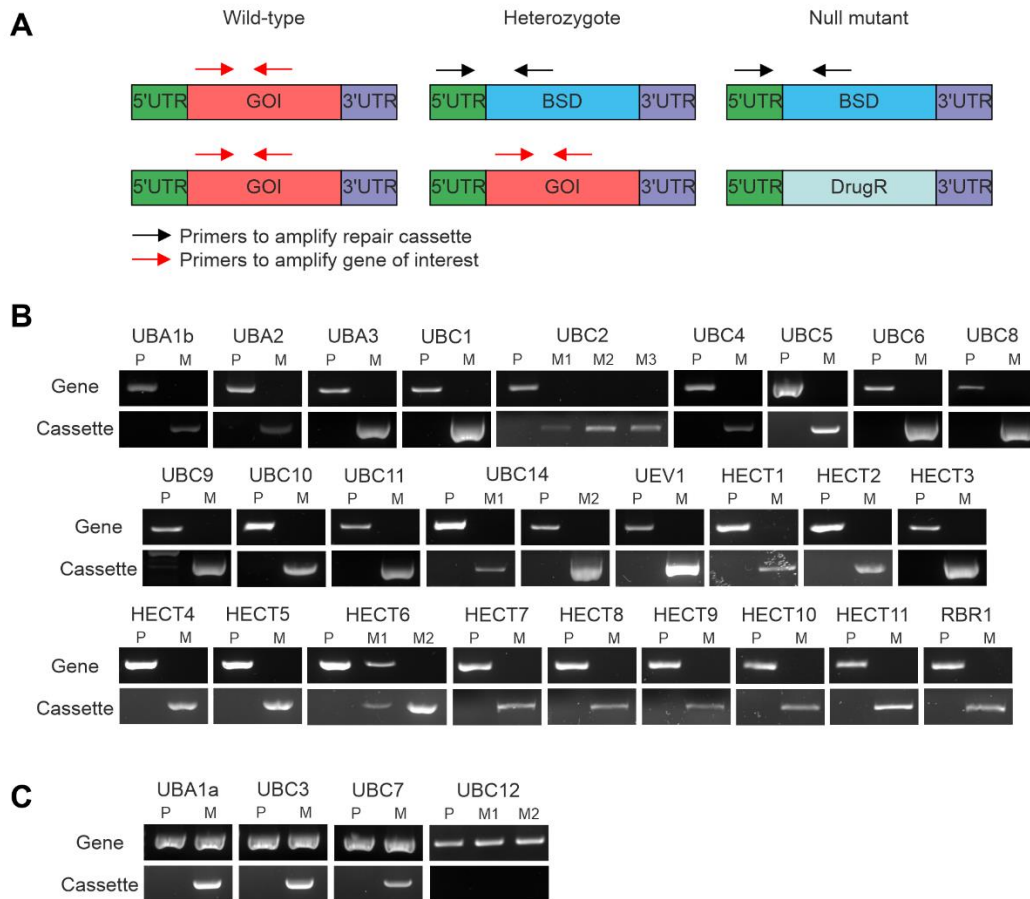 A
Wild-type Heterozygote Null mutant
5'UTR GOI 3'UTR 5'UTR BSD 3'UTR 5'UTR BSD 3'UTR
5'UTR GOI 3'UTR 5'UTR GOI 3'UTR 5'UTR DrugR 3'UTR
Primers to amplify repair cassette
Primers to amplify gene of interest
B
UBA1b UBA2 UBA3 UBC1 UBC2 UBC4 UBC5 UBC6 UBC8
P M P M P M P M P M1 M2 M3 P M P M P M P M
Gene
Cassette
UBC9 UBC10 UBC11 UBC14 UEV1 HECT1 HECT2 HECT3
P M P M P M P M1 P M2 P M P M P M P M
Gene
Cassette
HECT4 HECT5 HECT6 HECT7 HECT8 HECT9 HECT10 HECT11 RBR1
P M P M P M1 M2 P M P M P M P M P M P M
Gene
Cassette
C
UBA1a UBC3 UBC7 UBC12
P M P M P M P M1 M2
Gene
Cassette